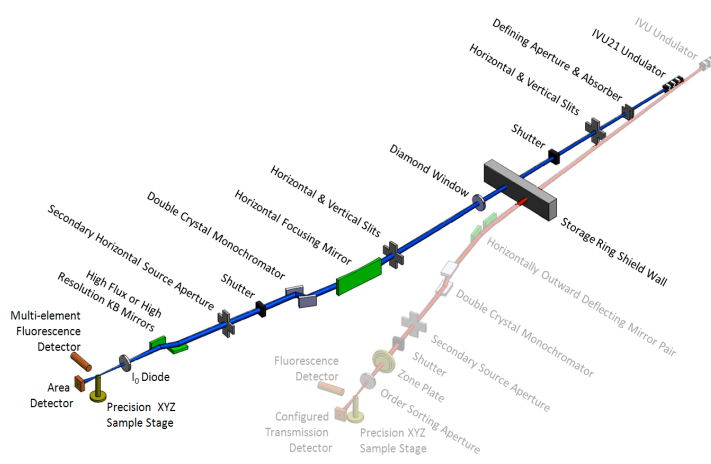 IVU Undulator
IVU21 Undulator
Defining Aperture & Absorber
Horizontal & Vertical Slits
Shutter
Diamond Window
Storage Ring Shield Wall
Horizontal & Vertical Slits
Horizontal Focusing Mirror
Double Crystal Monochromator
Shutter
Secondary Horizontal Source Aperture
High Flux or High
Resolution KB Mirrors
Multi-element
Fluorescence
Detector
I0 Diode
Area
Detector
Precision XYZ
Sample Stage
Horizontally Outward Deflecting Mirror Pair
Double Crystal Monochromator
Secondary Source Aperture
Shutter
Zone Plate
Order Sorting Aperture
Fluorescence
Detector
Configured
Transmission
Detector
Precision XYZ
Sample Stage